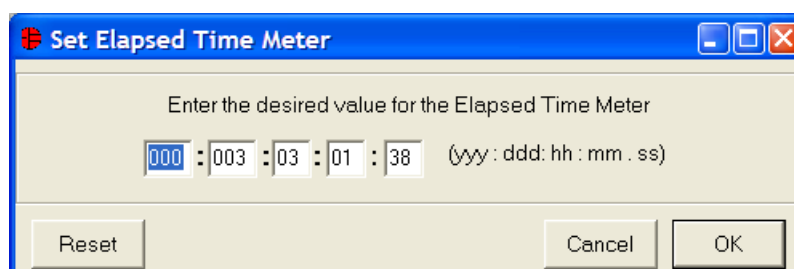 Set Elapsed Time Meter
Enter the desired value for the Elapsed Time Meter
000 : 003 : 03 : 01 : 38 (yyy : ddd: hh : mm . ss)
Reset Cancel OK